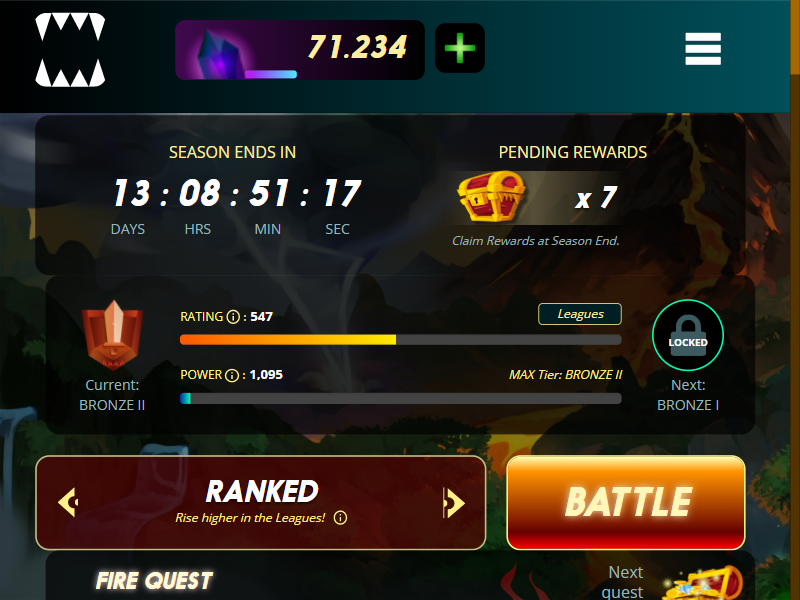 71.234
SEASON ENDS IN
13 : 08 : 51 : 17
DAYS HRS MIN SEC
PENDING REWARDS
x 7
Claim Rewards at Season End.
Current:
BRONZE II
RATING ⓘ : 547
Leagues
POWER ⓘ : 1,095
MAX Tier: BRONZE II
LOCKED
Next:
BRONZE I
RANKED
Rise higher in the Leagues! ⓘ
BATTLE
FIRE QUEST
Next
quest